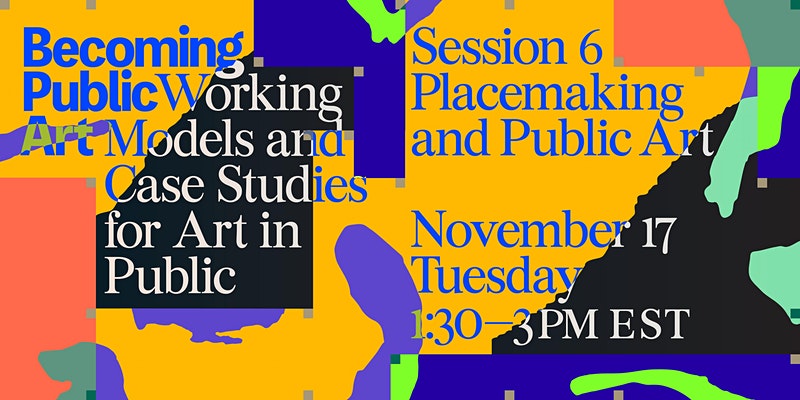 Becoming
Public Working
Art Models and
Case Studies
for Art in
Public
Session 6
Placemaking
and Public Art
November 17
Tuesday
1:30–3PM EST